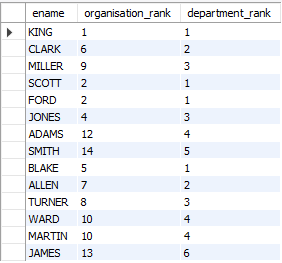 ename organisation_rank department_rank
KING 1 1
CLARK 6 2
MILLER 9 3
SCOTT 2 1
FORD 2 1
JONES 4 3
ADAMS 12 4
SMITH 14 5
BLAKE 5 1
ALLEN 7 2
TURNER 8 3
WARD 10 4
MARTIN 10 4
JAMES 13 6